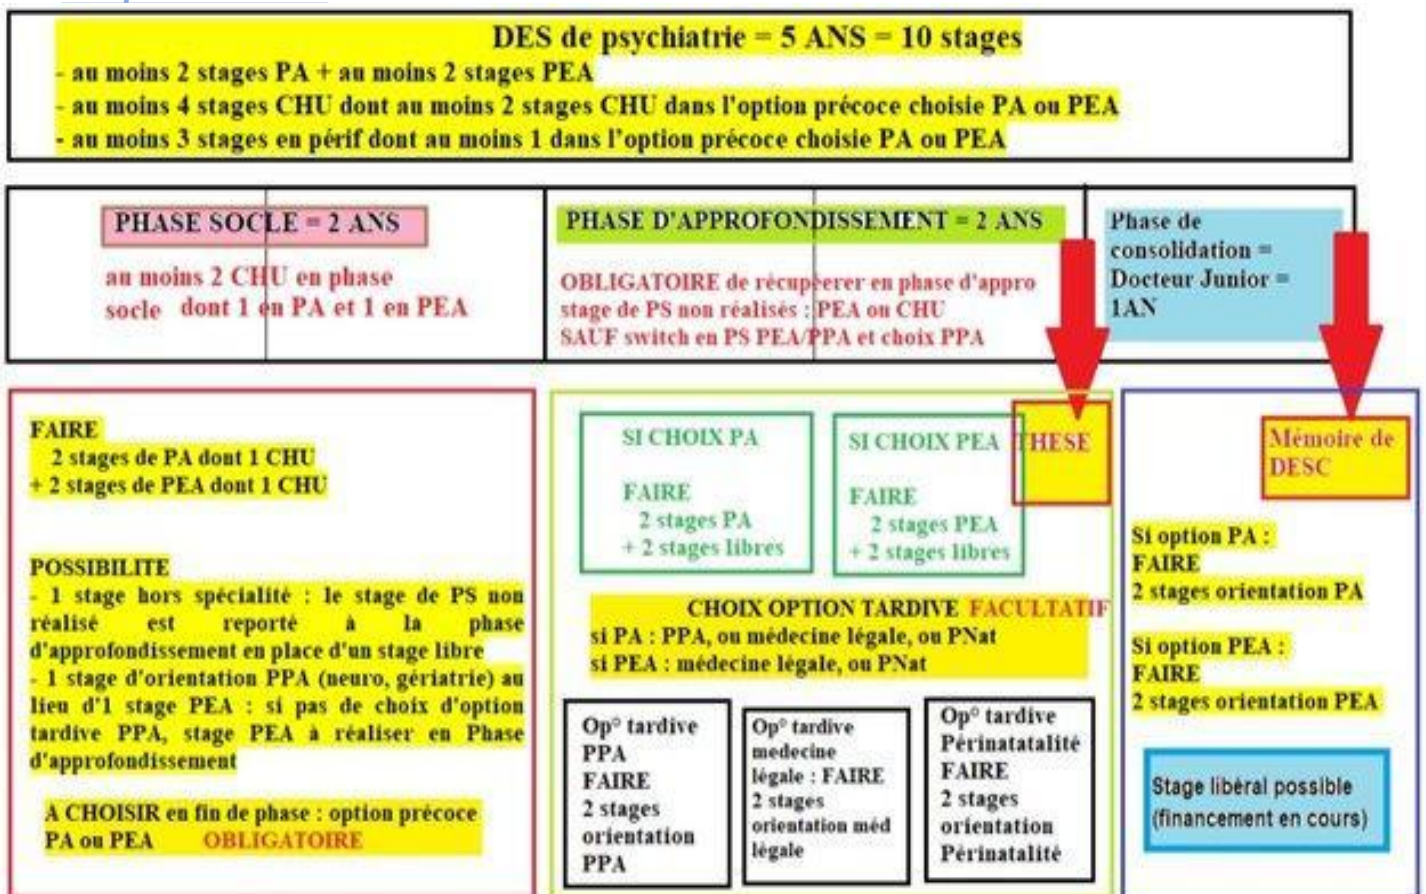 DES de psychiatrie = 5 ANS = 10 stages
- au moins 2 stages PA + au moins 2 stages PEA
- au moins 4 stages CHU dont au moins 2 stages CHU dans l'option précoce choisie PA ou PEA
- au moins 3 stages en périf dont au moins 1 dans l'option précoce choisie PA ou PEA
PHASE SOCLE = 2 ANS
au moins 2 CHU en phase
socle dont 1 en PA et 1 en PEA
PHASE D'APPROFONDISSEMENT = 2 ANS
OBLIGATOIRE de récupéerer en phase d'appro
stage de PS non réalisés : PEA ou CHU
SAUF switch en PS PEA/PPA et choix PPA
Phase de
consolidation =
Docteur Junior =
1AN
FAIRE
2 stages de PA dont 1 CHU
+ 2 stages de PEA dont 1 CHU
POSSIBILITE
- 1 stage hors spécialité : le stage de PS non
réalisé est reporté à la phase
d'approfondissement en place d'un stage libre
- 1 stage d'orientation PPA (neuro, gériatrie) au
lieu d'1 stage PEA : si pas de choix d'option
tardive PPA, stage PEA à réaliser en Phase
d'approfondissement
A CHOISIR en fin de phase : option précoce
PA ou PEA OBLIGATOIRE
SI CHOIX PA
FAIRE
2 stages PA
+ 2 stages libres
SI CHOIX PEA
FAIRE
2 stages PEA
+ 2 stages libres
THESE
CHOIX OPTION TARDIVE FACULTATIF
si PA : PPA, ou médecine légale, ou PNat
si PEA : médecine légale, ou PNat
Op° tardive
PPA
FAIRE
2 stages
orientation
PPA
Op° tardive
medecine
légale : FAIRE
2 stages
orientation méd
légale
Op° tardive
Périnatatalité
FAIRE
2 stages
orientation
Périnatalité
Mémoire de
DESC
Si option PA :
FAIRE
2 stages orientation PA
Si option PEA :
FAIRE
2 stages orientation PEA
Stage libéral possible
(financement en cours)